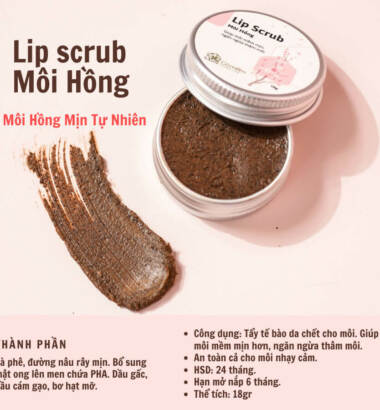 Lip scrub
Môi Hồng
Môi Hồng Mịn Tự Nhiên
Lip Scrub
Môi Hồng
THÀNH PHẦN
à phê, đường nâu rây mịn. Bổ sung
ật ong lên men chứa PHA. Dầu gấc,
ầu cám gạo, bơ hạt mỡ.
• Công dụng: Tẩy tế bào da chết cho môi. Giúp
môi mềm mịn hơn, ngăn ngừa thâm môi.
• An toàn cả cho môi nhạy cảm.
• HSD: 24 tháng.
• Hạn mở nắp 6 tháng.
• Thể tích: 18gr